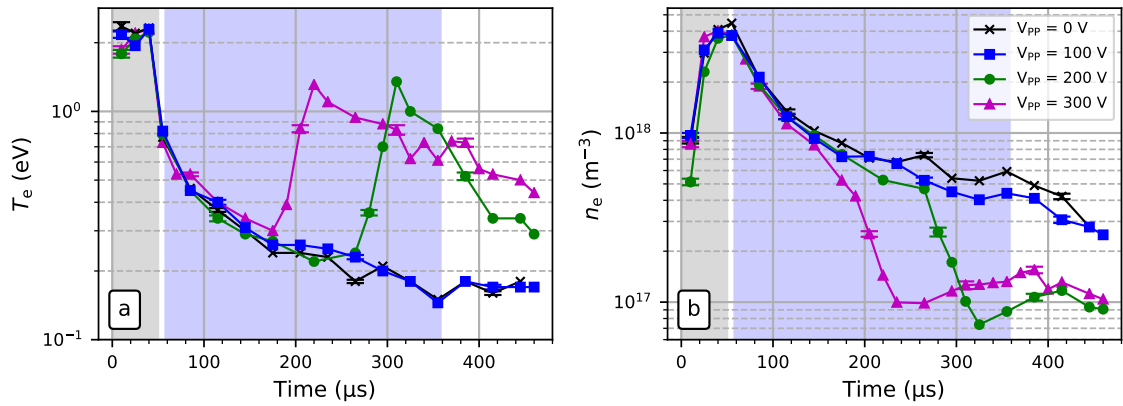 T_e (eV)
10^0
10^−1
0
100
200
300
400
Time (μs)
a
n_e (m^−3)
10^18
10^17
0
100
200
300
400
Time (μs)
b
V_PP = 0 V
V_PP = 100 V
V_PP = 200 V
V_PP = 300 V